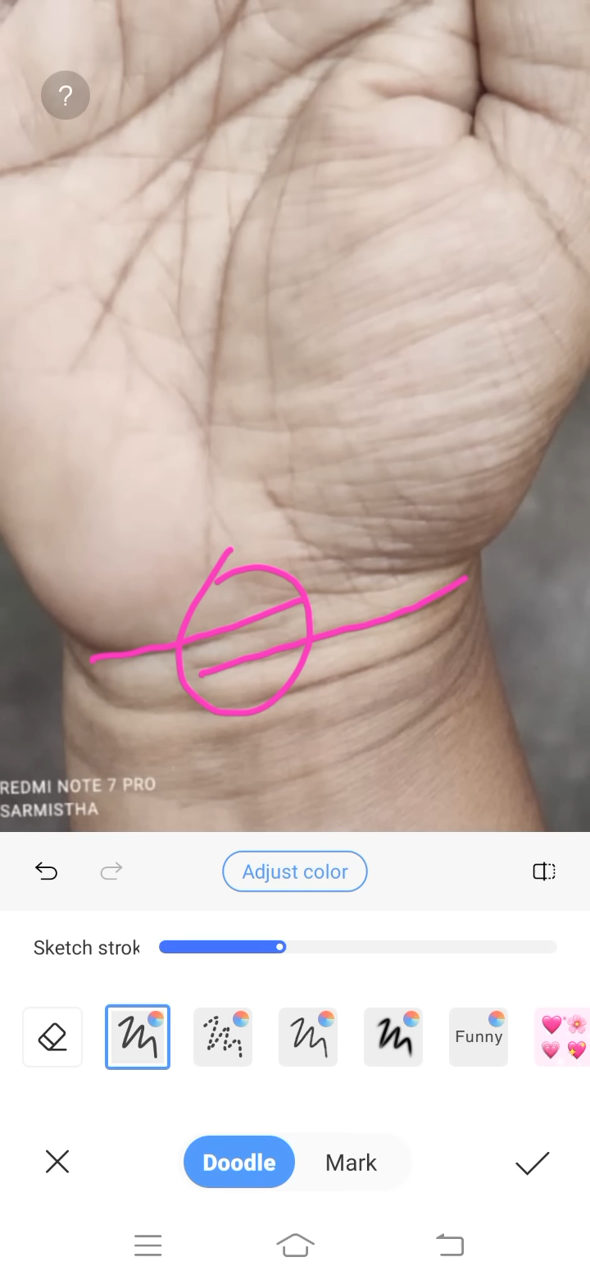 ?
REDMI NOTE 7 PRO
SARMISTHA
Adjust color
Sketch strok
Funny
Doodle
Mark